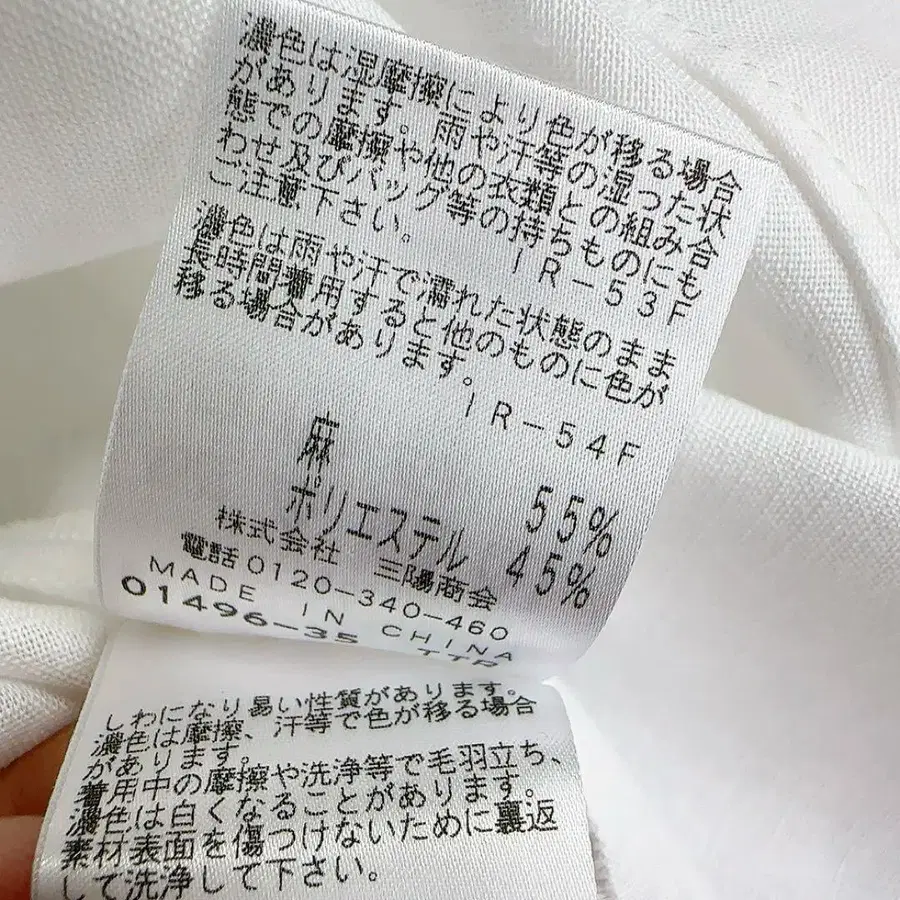 濃色は湿摩擦により色が移る場合
があります。雨や汗等の湿った状
態での摩擦や他の衣類との組み合
わせ及びバッグ等の持ちものにも
ご注意下さい。
IR-53F
濃色は雨や汗で濡れた状態のまま
長時間着用すると他のものに色が
移る場合があります。
IR-54F
麻 55%
ポリエステル 45%
株式会社 三陽商会
電話0120-340-460
MADE IN CHINA
01496-35 TTR
しわになり易い性質があります。
濃色は摩擦、汗等で色が移る場合
があります。
着用中の摩擦や洗浄等で毛羽立ち、
濃色は白くなることがあります。
素材表面を傷つけないために裏返
して洗浄して下さい。